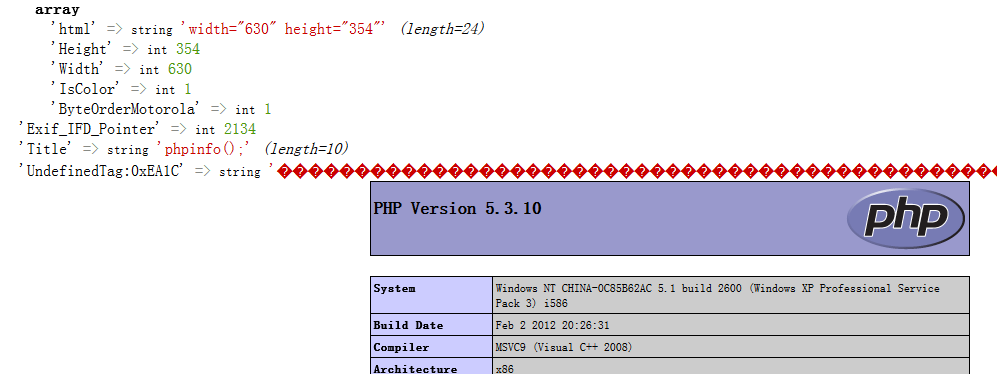 array
'html' => string 'width="630" height="354"' (length=24)
'Height' => int 354
'Width' => int 630
'IsColor' => int 1
'ByteOrderMotorola' => int 1
'Exif_IFD_Pointer' => int 2134
'Title' => string 'phpinfo();' (length=10)
'UndefinedTag:0xEA1C' => string '����������������������������������������������
PHP Version 5.3.10
php
System Windows NT CHINA-0C85B62AC 5.1 build 2600 (Windows XP Professional Service
Pack 3) i586
Build Date Feb 2 2012 20:26:31
Compiler MSVC9 (Visual C++ 2008)
Architecture x86